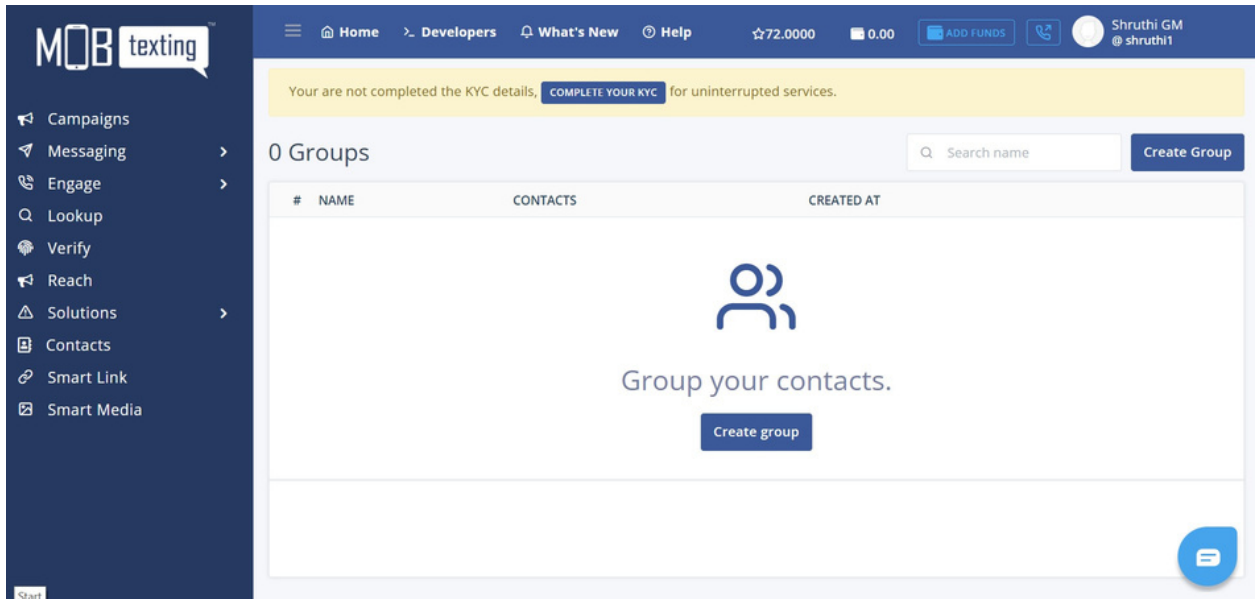 MOB texting ™
Home Developers What's New Help ☆72.0000 0.00 ADD FUNDS Shruthi GM
@ shruthi1
Your are not completed the KYC details, COMPLETE YOUR KYC for uninterrupted services.
Campaigns
Messaging
Engage
Lookup
Verify
Reach
Solutions
Contacts
Smart Link
Smart Media
Start
0 Groups Search name Create Group
# NAME CONTACTS CREATED AT
Group your contacts.
Create group